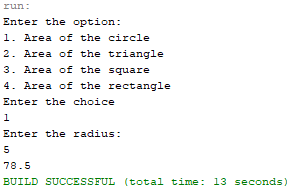 run:
Enter the option:
1. Area of the circle
2. Area of the triangle
3. Area of the square
4. Area of the rectangle
Enter the choice
1
Enter the radius:
5
78.5
BUILD SUCCESSFUL (total time: 13 seconds)